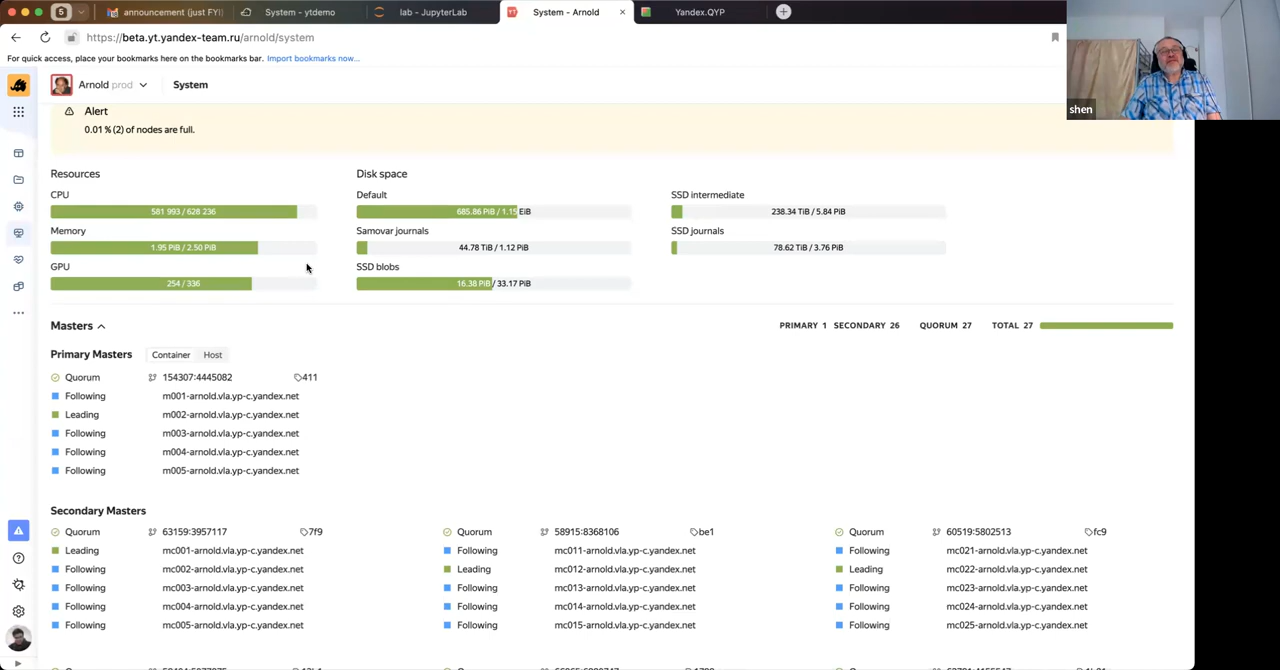 5
announcement (just FYI
System - ytdemo
lab - JupyterLab
System - Arnold
Yandex.QYP
https://beta.yt.yandex-team.ru/arnold/system
For quick access, place your bookmarks here on the bookmarks bar. Import bookmarks now...
Arnold prod
System
shen
Alert
0.01 % (2) of nodes are full.
Resources
Disk space
CPU
Default
SSD intermediate
581 993 / 628 236
685.86 PiB / 1.15 EiB
238.34 TiB / 5.84 PiB
Memory
Samovar journals
SSD journals
1.95 PiB / 2.50 PiB
44.78 TiB / 1.12 PiB
78.62 TiB / 3.76 PiB
GPU
SSD blobs
254 / 336
16.38 PiB / 33.17 PiB
Masters
PRIMARY 1 SECONDARY 26 QUORUM 27 TOTAL 27
Primary Masters
Container Host
Quorum 154307:4445082 411
Following m001-arnold.vla.yp-c.yandex.net
Leading m002-arnold.vla.yp-c.yandex.net
Following m003-arnold.vla.yp-c.yandex.net
Following m004-arnold.vla.yp-c.yandex.net
Following m005-arnold.vla.yp-c.yandex.net
Secondary Masters
Quorum 63159:3957117 7f9
Leading mc001-arnold.vla.yp-c.yandex.net
Following mc002-arnold.vla.yp-c.yandex.net
Following mc003-arnold.vla.yp-c.yandex.net
Following mc004-arnold.vla.yp-c.yandex.net
Following mc005-arnold.vla.yp-c.yandex.net
Quorum 58915:8368106 be1
Following mc011-arnold.vla.yp-c.yandex.net
Leading mc012-arnold.vla.yp-c.yandex.net
Following mc013-arnold.vla.yp-c.yandex.net
Following mc014-arnold.vla.yp-c.yandex.net
Following mc015-arnold.vla.yp-c.yandex.net
Quorum 60519:5802513 fc9
Following mc021-arnold.vla.yp-c.yandex.net
Leading mc022-arnold.vla.yp-c.yandex.net
Following mc023-arnold.vla.yp-c.yandex.net
Following mc024-arnold.vla.yp-c.yandex.net
Following mc025-arnold.vla.yp-c.yandex.net